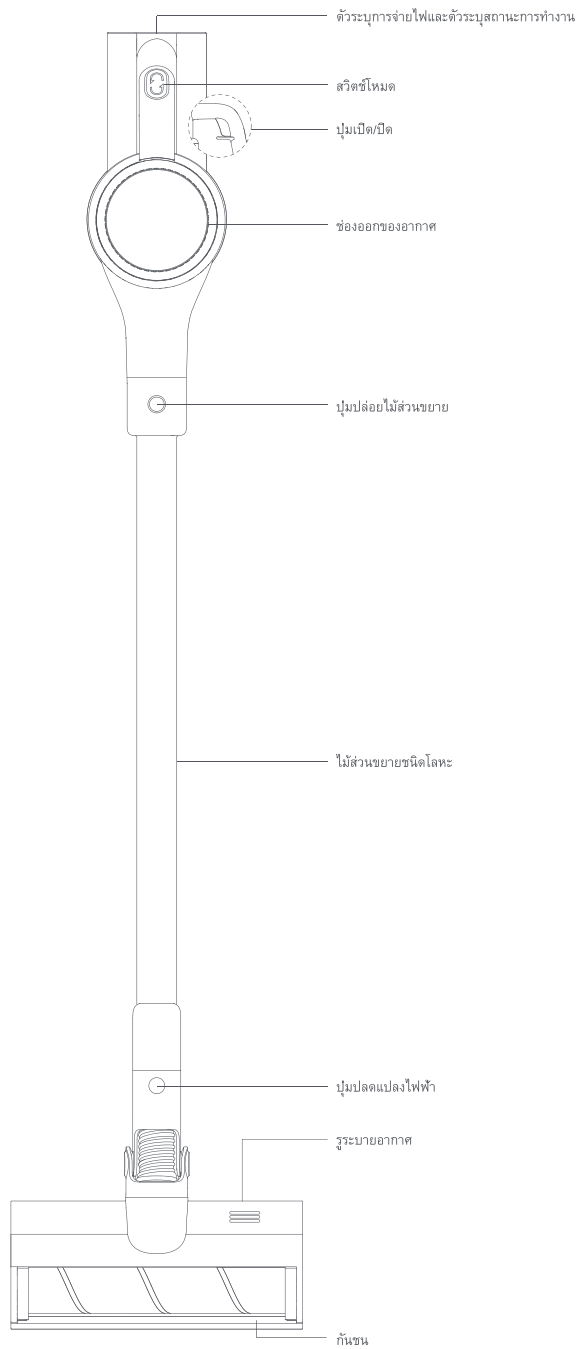 ตัวระบุการจ่ายไฟและตัวระบุสถานะการทำงาน
สวิตช์โหมด
ปุ่มเปิด/ปิด
ช่องออกของอากาศ
ปุ่มปล่อยไม้ส่วนขยาย
ไม้ส่วนขยายชนิดโลหะ
ปุ่มปลดแปลงไฟฟ้า
รูระบายอากาศ
กันชน